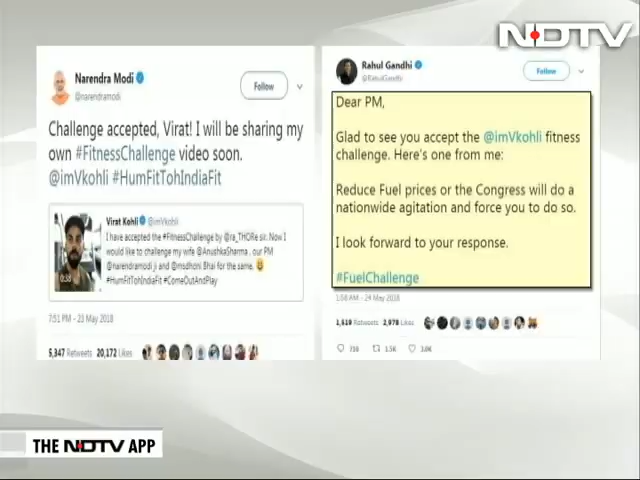 NDTV
Narendra Modi
@narendramodi
Follow
Challenge accepted, Virat! I will be sharing my
own #FitnessChallenge video soon.
@imVkohli #HumFitTohIndiaFit
Virat Kohli @imVkohli
I have accepted the #FitnessChallenge by @ra_THORe sir. Now I
would like to challenge my wife @AnushkaSharma , our PM
@narendramodi ji and @msdhoni Bhai for the same.
#HumFitTohIndiaFit #ComeOutAndPlay
0:38
7:51 PM - 23 May 2018
5,347 Retweets 20,172 Likes
Rahul Gandhi
@RahulGandhi
Follow
Dear PM,
Glad to see you accept the @imVkohli fitness
challenge. Here's one from me:
Reduce Fuel prices or the Congress will do a
nationwide agitation and force you to do so.
I look forward to your response.
#FuelChallenge
1:58 AM - 24 May 2018
Retweets 2,978 Likes
1.5K
THE NDTV APP